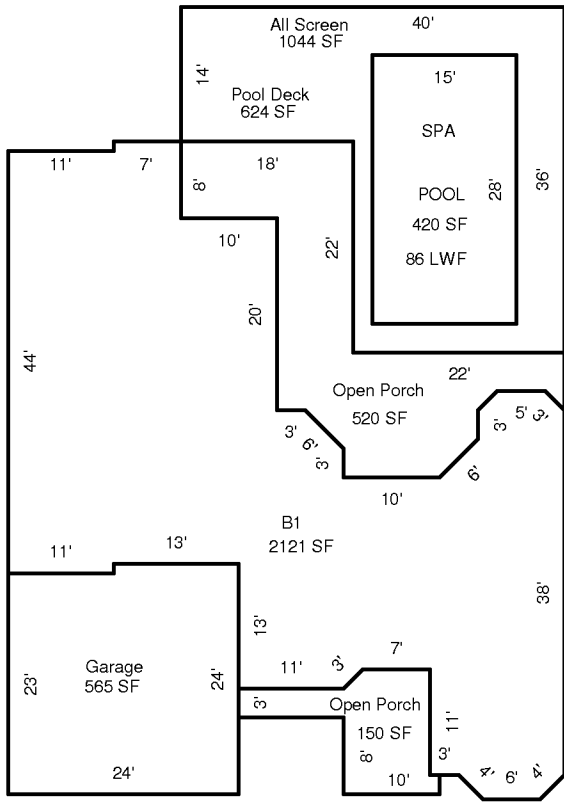 All Screen
1044 SF
40'
14'
15'
Pool Deck
624 SF
SPA
11'
7'
18'
8'
28'
36'
POOL
420 SF
86 LWF
10'
22'
20'
44'
22'
Open Porch
520 SF
3'
6'
3'
3'
5'
3'
6'
10'
B1
2121 SF
13'
11'
38'
13'
7'
Garage
565 SF
23'
24'
11'
3'
3'
Open Porch
150 SF
11'
8'
3'
24'
10'
4'
6'
4'